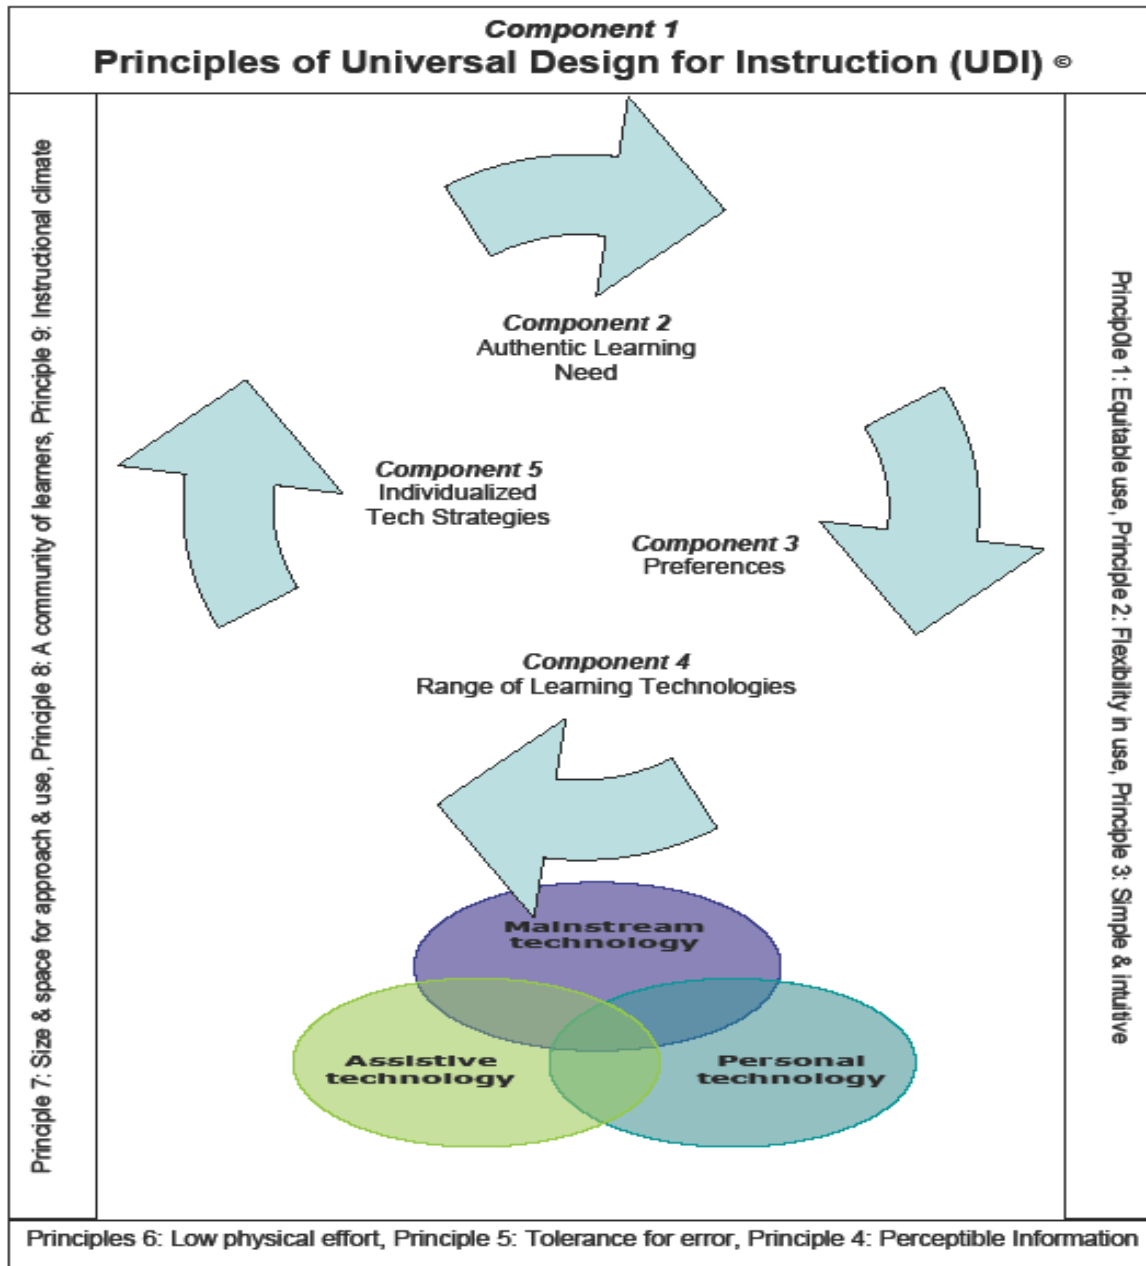 Component 1
Principles of Universal Design for Instruction (UDI) ©
Component 2
Authentic Learning
Need
Component 5
Individualized
Tech Strategies
Component 3
Preferences
Component 4
Range of Learning Technologies
Mainstream
technology
Assistive
technology
Personal
technology
Princip0le 1: Equitable use, Principle 2: Flexibility in use, Principle 3: Simple & intuitive
Principles 6: Low physical effort, Principle 5: Tolerance for error, Principle 4: Perceptible Information
Principle 7: Size & space for approach & use, Principle 8: A community of learners, Principle 9: Instructional climate